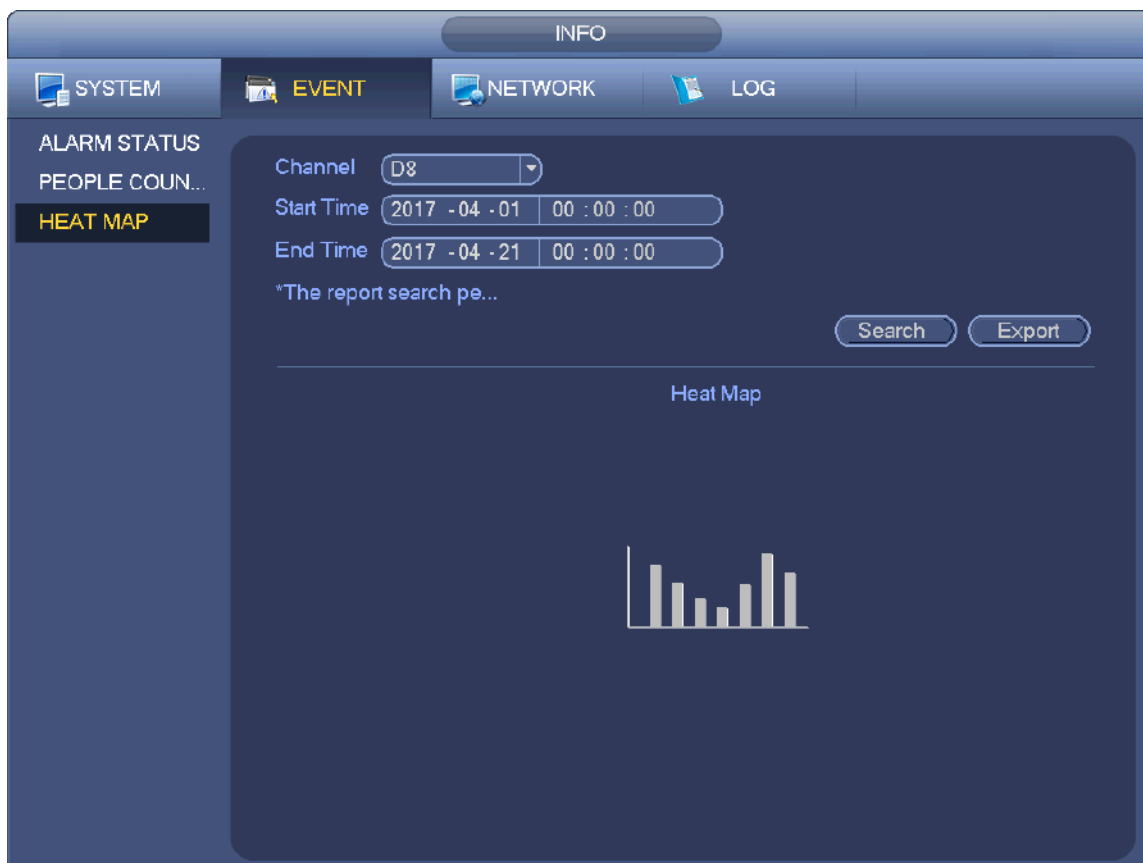 INFO
SYSTEM EVENT NETWORK LOG
ALARM STATUS
PEOPLE COUN...
HEAT MAP
Channel D8
Start Time 2017 -04 -01 00 :00 :00
End Time 2017 -04 -21 00 :00 :00
*The report search pe...
Search Export
Heat Map